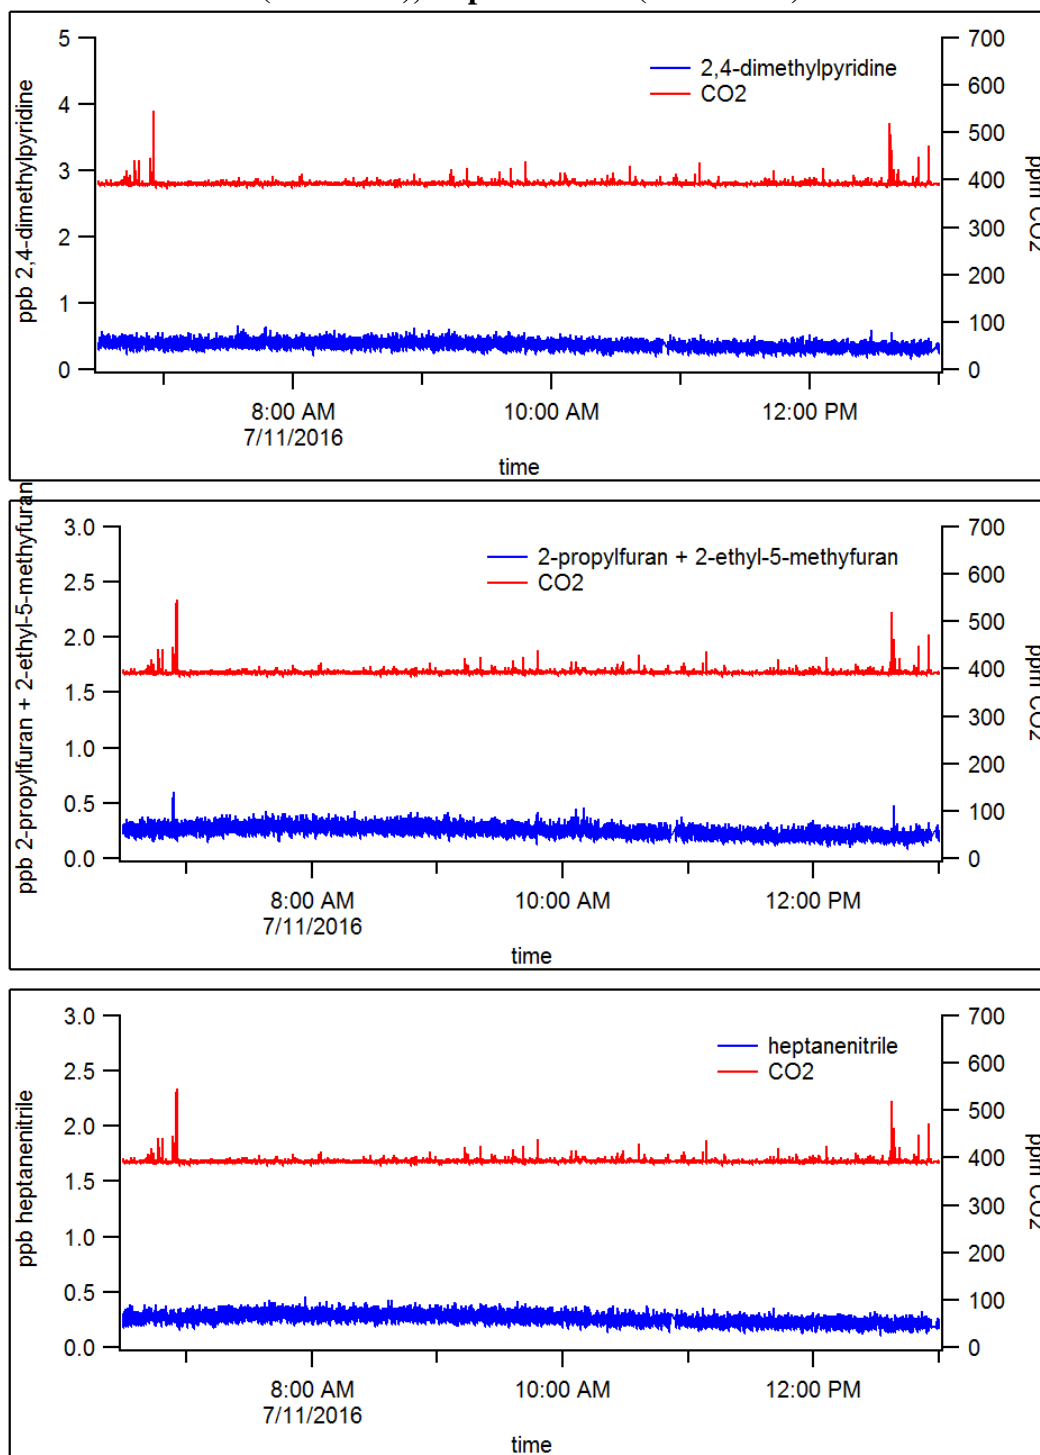 5
4
3
2
1
0
ppb 2,4-dimethylpyridine
2,4-dimethylpyridine
CO2
700
600
500
400
300
200
100
0
ppm CO2
8:00 AM
7/11/2016
10:00 AM
12:00 PM
time
3.0
2.5
2.0
1.5
1.0
0.5
0.0
ppb 2-propylfuran + 2-ethyl-5-methyfuran
2-propylfuran + 2-ethyl-5-methyfuran
CO2
700
600
500
400
300
200
100
0
ppm CO2
8:00 AM
7/11/2016
10:00 AM
12:00 PM
time
3.0
2.5
2.0
1.5
1.0
0.5
0.0
ppb heptanenitrile
heptanenitrile
CO2
700
600
500
400
300
200
100
0
ppm CO2
8:00 AM
7/11/2016
10:00 AM
12:00 PM
time